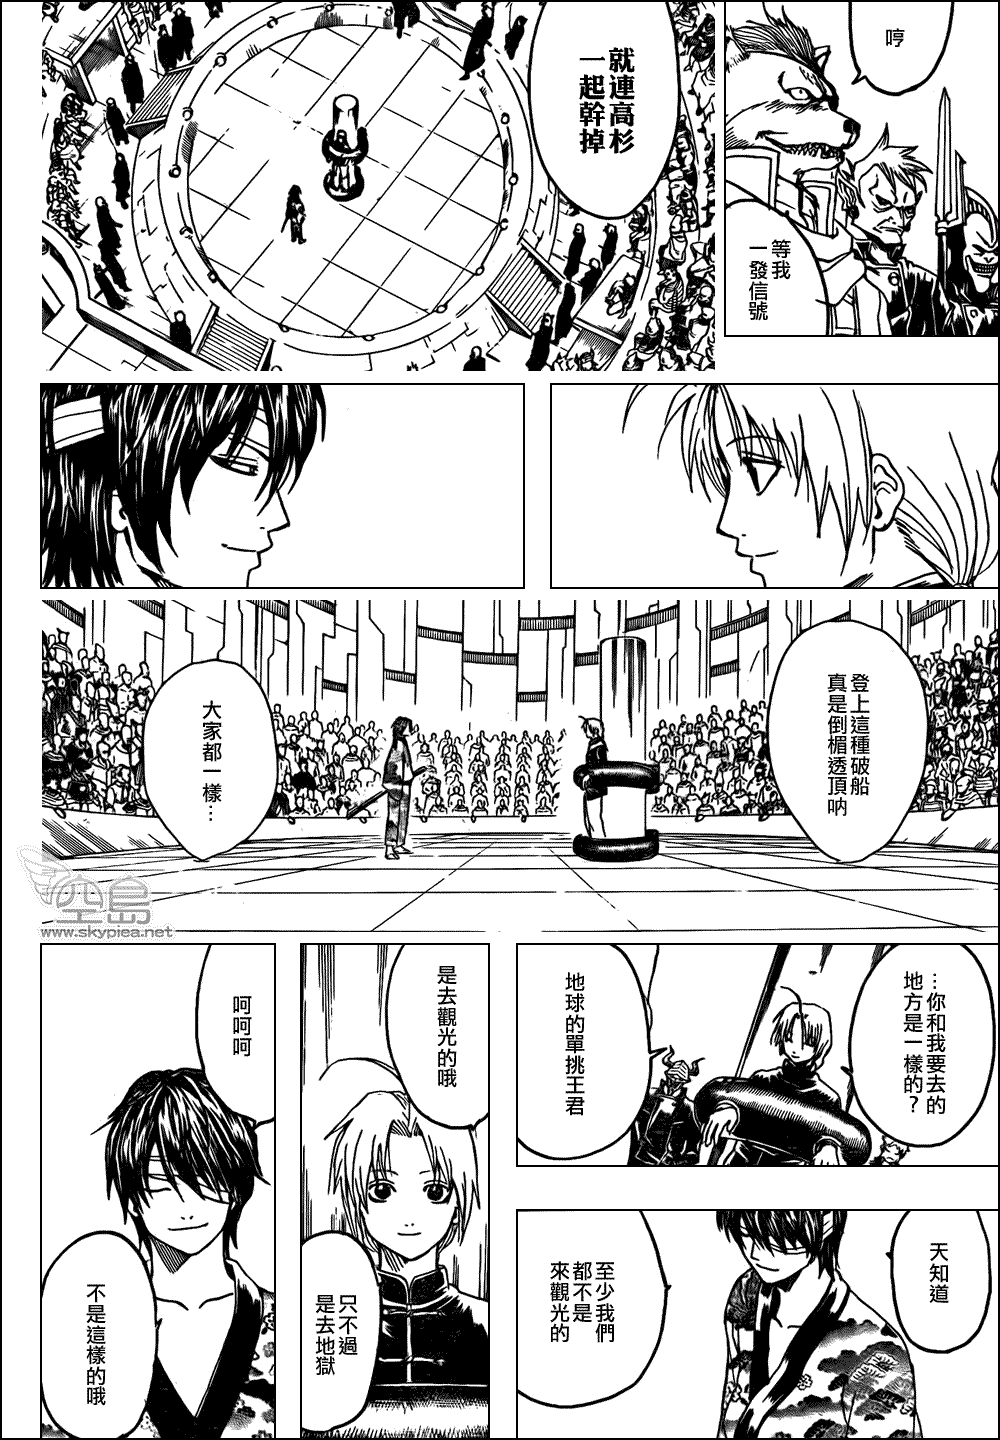 哼
等我
一發信號
就連高杉
一起幹掉
登上這種破船
真是倒楣透頂吶
大家都一樣…
…你和我要去的
地方是一樣的？
地球的單挑王君
天知道
至少我們
都不是
來觀光的
是去觀光的哦
只不過
是去地獄
呵呵呵
不是這樣的哦
空島
www.skypiea.net